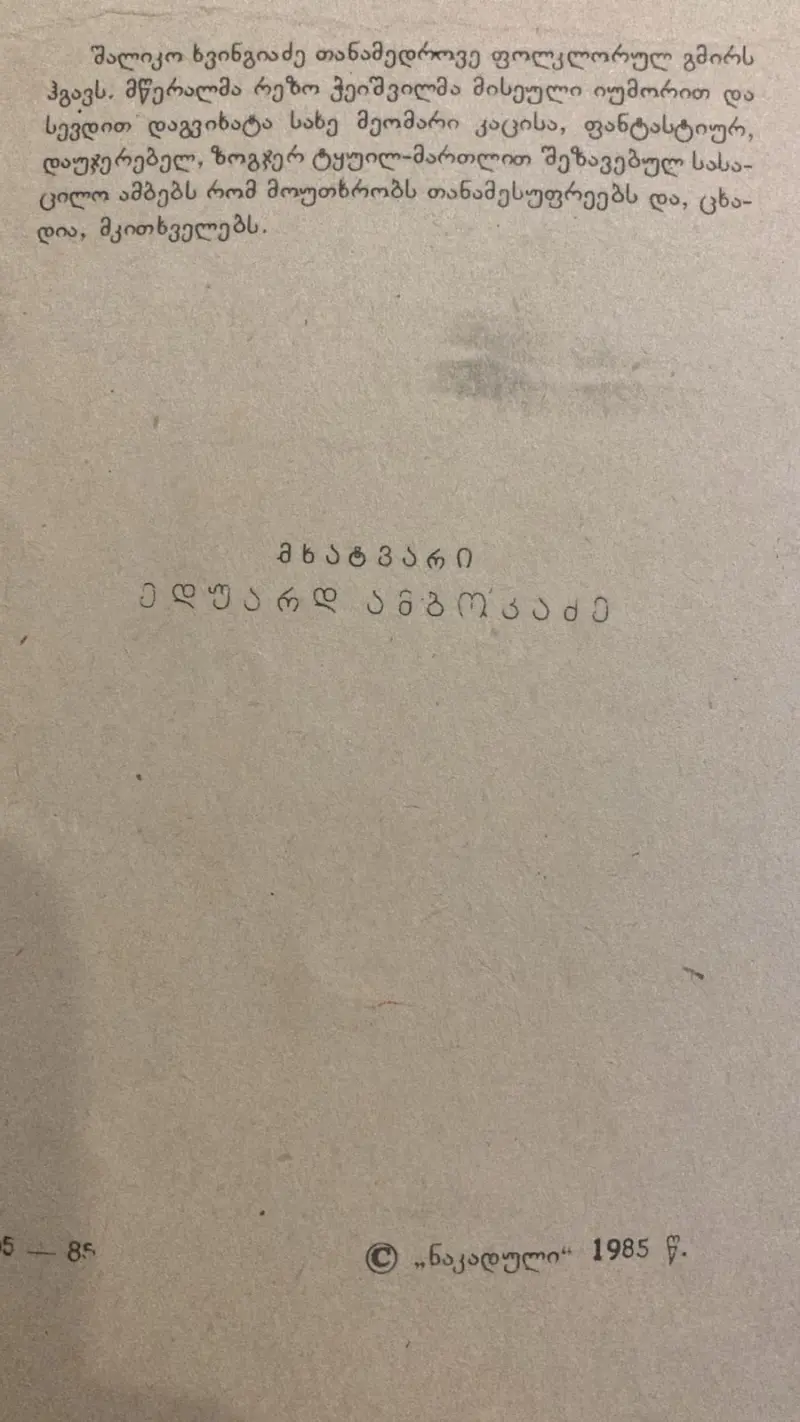 შალიკო ხვინგიაძე თანამედროვე ფოლკლორულ გმირს
ჰგავს. მწერალმა რეზო ჭეიშვილმა მისეული იუმორით და
სევდით დაგვიხატა სახე მეომარი კაცისა, ფანტასტიურ,
დაუჯერებელ, ზოგჯერ ტყუილ-მართლით შეზავებულ სასა-
ცილო ამბებს რომ მოუთხრობს თანამესუფრეებს და, ცხა-
დია, მკითხველებს.
მხატვარი
ედუარდ ამბოკაძე
5 — 85
© „ნაკადული“ 1985 წ.